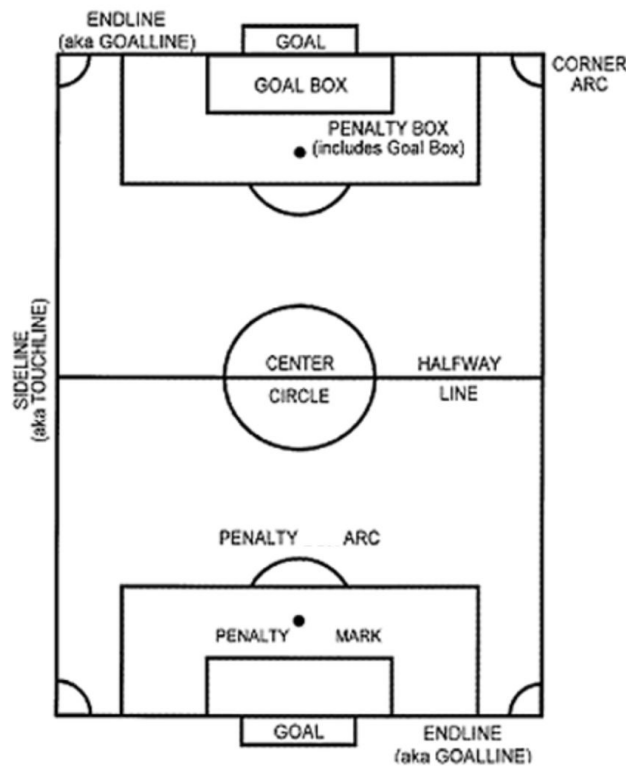 ENDLINE
(aka GOALLINE)
GOAL
CORNER
ARC
GOAL BOX
PENALTY BOX
(includes Goal Box)
SIDELINE
(aka TOUCHLINE)
CENTER
CIRCLE
HALFWAY
LINE
PENALTY ARC
PENALTY MARK
GOAL
ENDLINE
(aka GOALLINE)